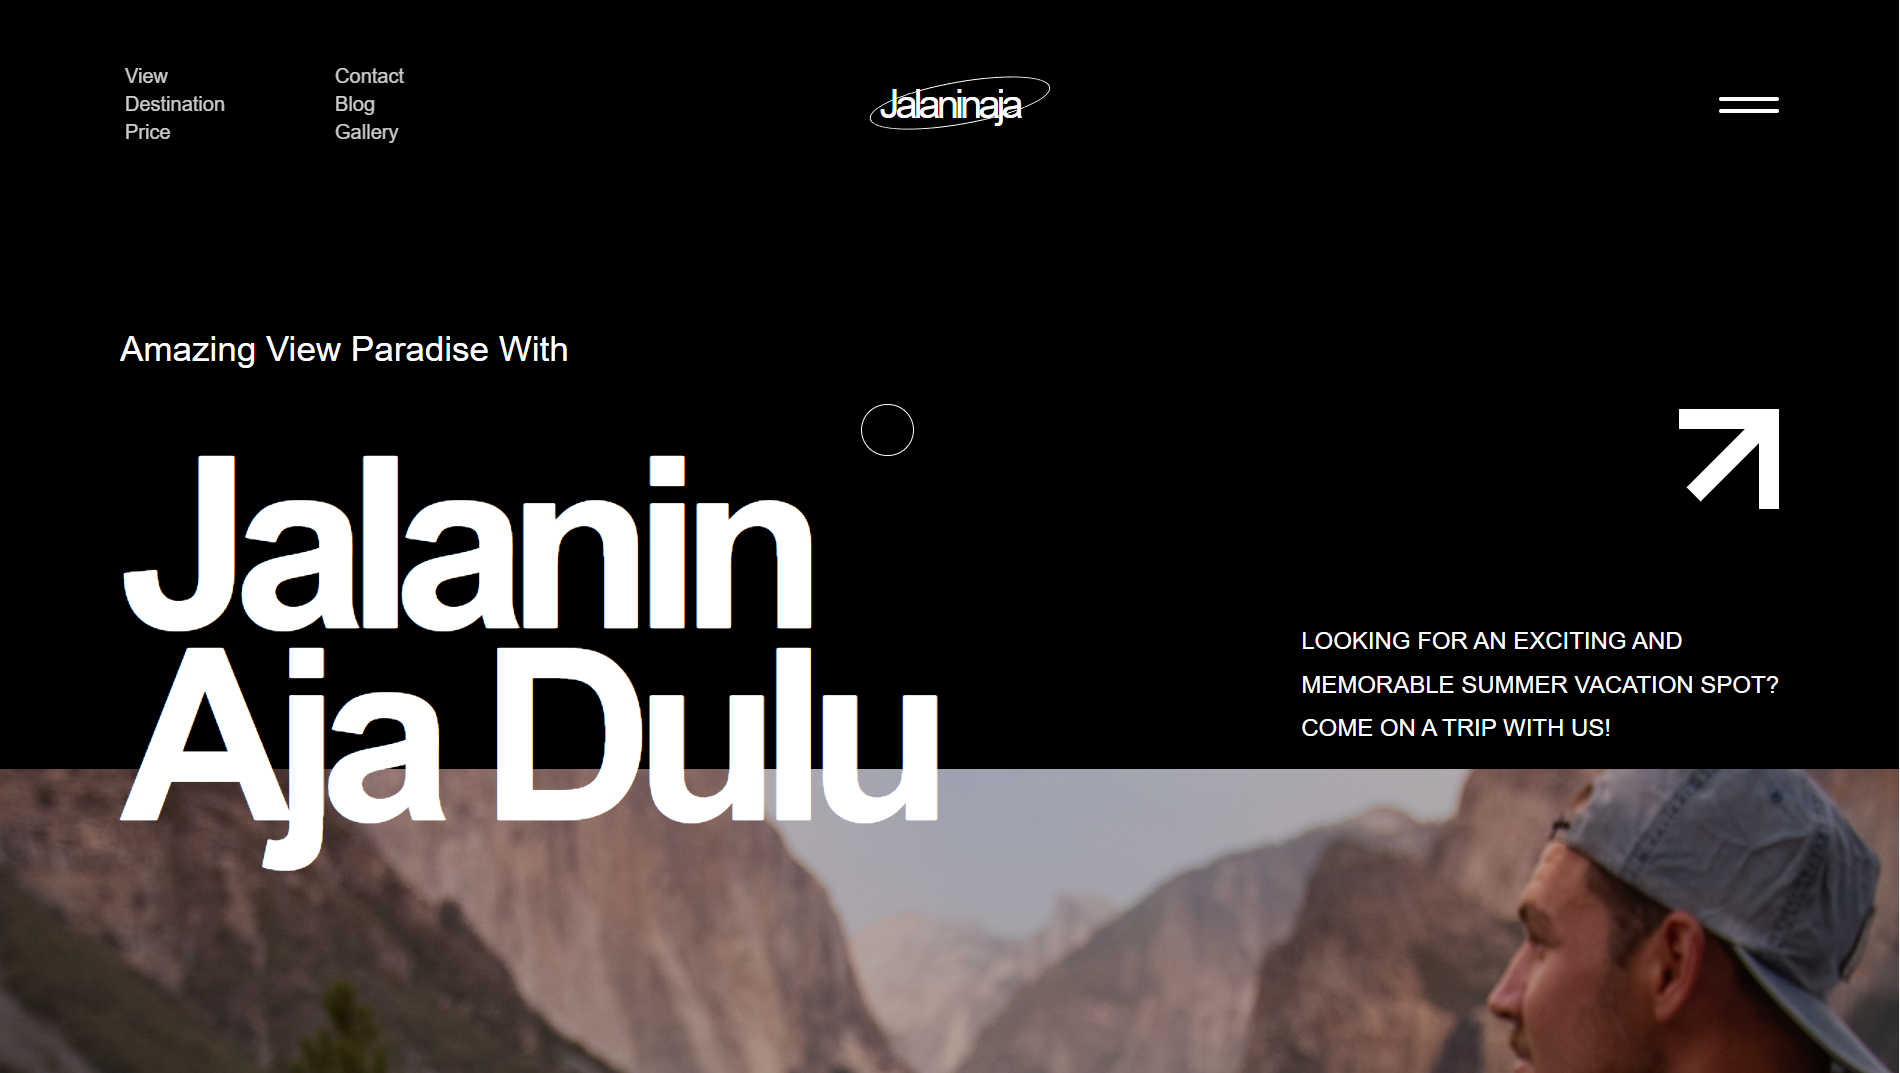 View
Destination
Price
Contact
Blog
Gallery
Jalaninaja
Amazing View Paradise With
Jalanin
Aja Dulu
LOOKING FOR AN EXCITING AND
MEMORABLE SUMMER VACATION SPOT?
COME ON A TRIP WITH US!